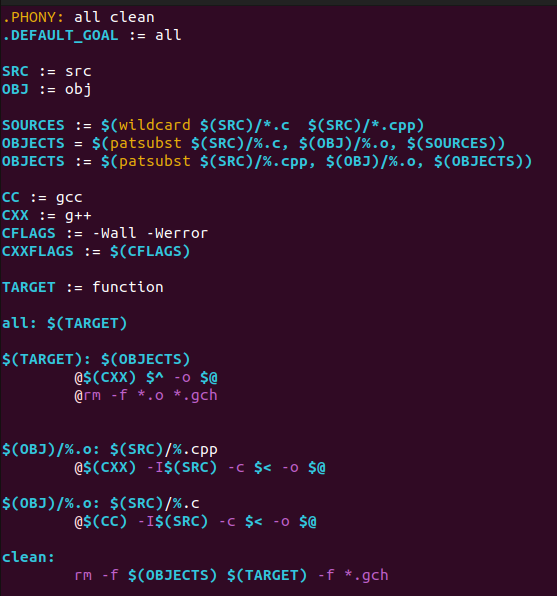 .PHONY: all clean
.DEFAULT_GOAL := all
SRC := src
OBJ := obj
SOURCES := $(wildcard $(SRC)/*.c  $(SRC)/*.cpp)
OBJECTS = $(patsubst $(SRC)/%.c, $(OBJ)/%.o, $(SOURCES))
OBJECTS := $(patsubst $(SRC)/%.cpp, $(OBJ)/%.o, $(OBJECTS))
CC := gcc
CXX := g++
CFLAGS := -Wall -Werror
CXXFLAGS := $(CFLAGS)
TARGET := function
all: $(TARGET)
$(TARGET): $(OBJECTS)
	@$(CXX) $^ -o $@
	@rm -f *.o *.gch
$(OBJ)/%.o: $(SRC)/%.cpp
	@$(CXX) -I$(SRC) -c $< -o $@
$(OBJ)/%.o: $(SRC)/%.c
	@$(CC) -I$(SRC) -c $< -o $@
clean:
	rm -f $(OBJECTS) $(TARGET) -f *.gch